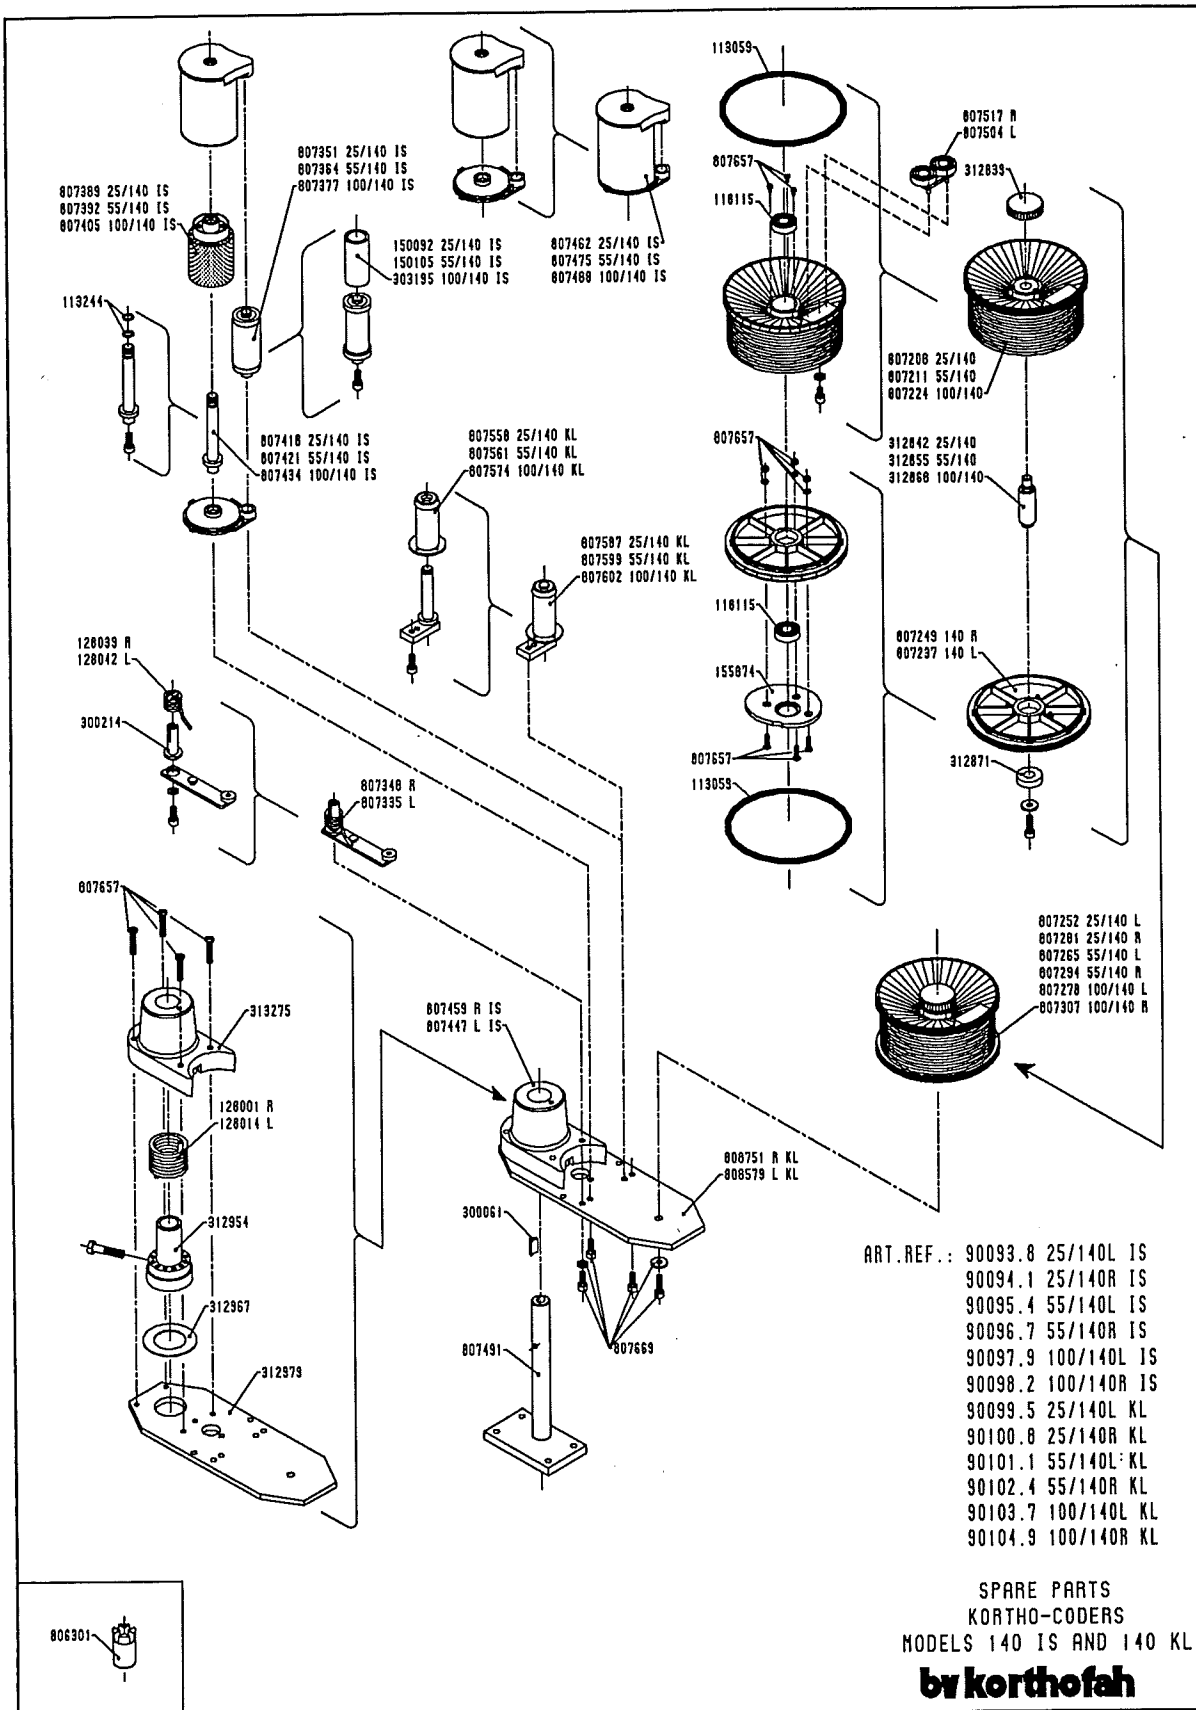 113059
807517 R
807504 L
807351 25/140 IS
807364 55/140 IS
807377 100/140 IS
807657
312839
807389 25/140 IS
807392 55/140 IS
807405 100/140 IS
118115
150092 25/140 IS
150105 55/140 IS
303195 100/140 IS
807462 25/140 IS
807475 55/140 IS
807488 100/140 IS
113244
807208 25/140
807211 55/140
807224 100/140
807418 25/140 IS
807421 55/140 IS
807434 100/140 IS
807558 25/140 KL
807561 55/140 KL
807574 100/140 KL
807657
312842 25/140
312855 55/140
312868 100/140
807587 25/140 KL
807599 55/140 KL
807602 100/140 KL
118115
128039 R
128042 L
807249 140 R
807237 140 L
155874
300214
807657
312871
807348 R
807335 L
113059
807657
807252 25/140 L
807281 25/140 R
807265 55/140 L
807294 55/140 R
807278 100/140 L
807307 100/140 R
313275
807459 R IS
807447 L IS
128001 R
128014 L
808751 R KL
808579 L KL
300061
312954
312967
807491
807669
312979
ART.REF.: 90093.8 25/140L IS
90094.1 25/140R IS
90095.4 55/140L IS
90096.7 55/140R IS
90097.9 100/140L IS
90098.2 100/140R IS
90099.5 25/140L KL
90100.8 25/140R KL
90101.1 55/140L KL
90102.4 55/140R KL
90103.7 100/140L KL
90104.9 100/140R KL
806301
SPARE PARTS
KORTHO-CODERS
MODELS 140 IS AND 140 KL
bv korthofah